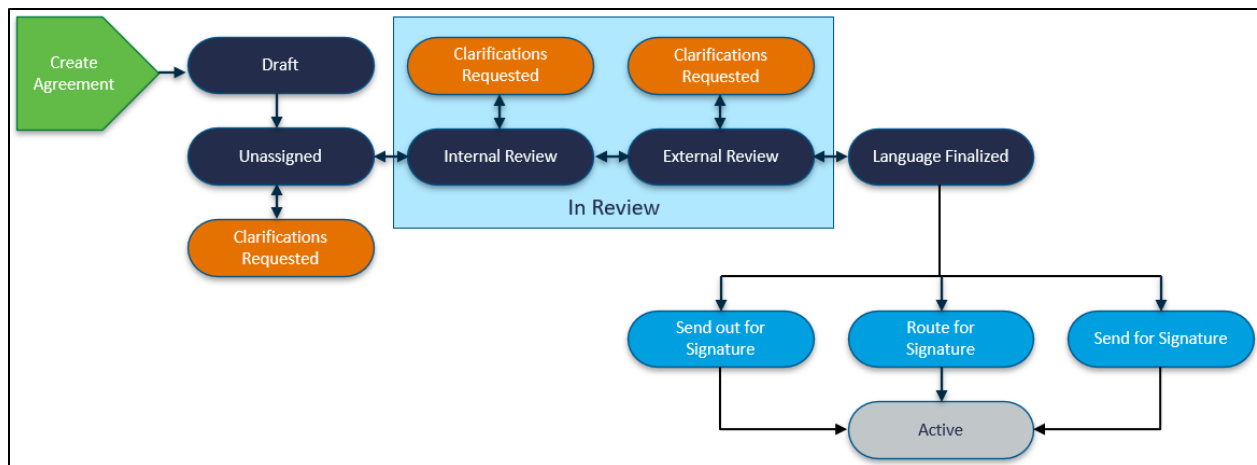 Create
Agreement
Draft
Clarifications
Requested
Clarifications
Requested
Unassigned
Internal Review
External Review
Language Finalized
In Review
Clarifications
Requested
Send out for
Signature
Route for
Signature
Send for Signature
Active